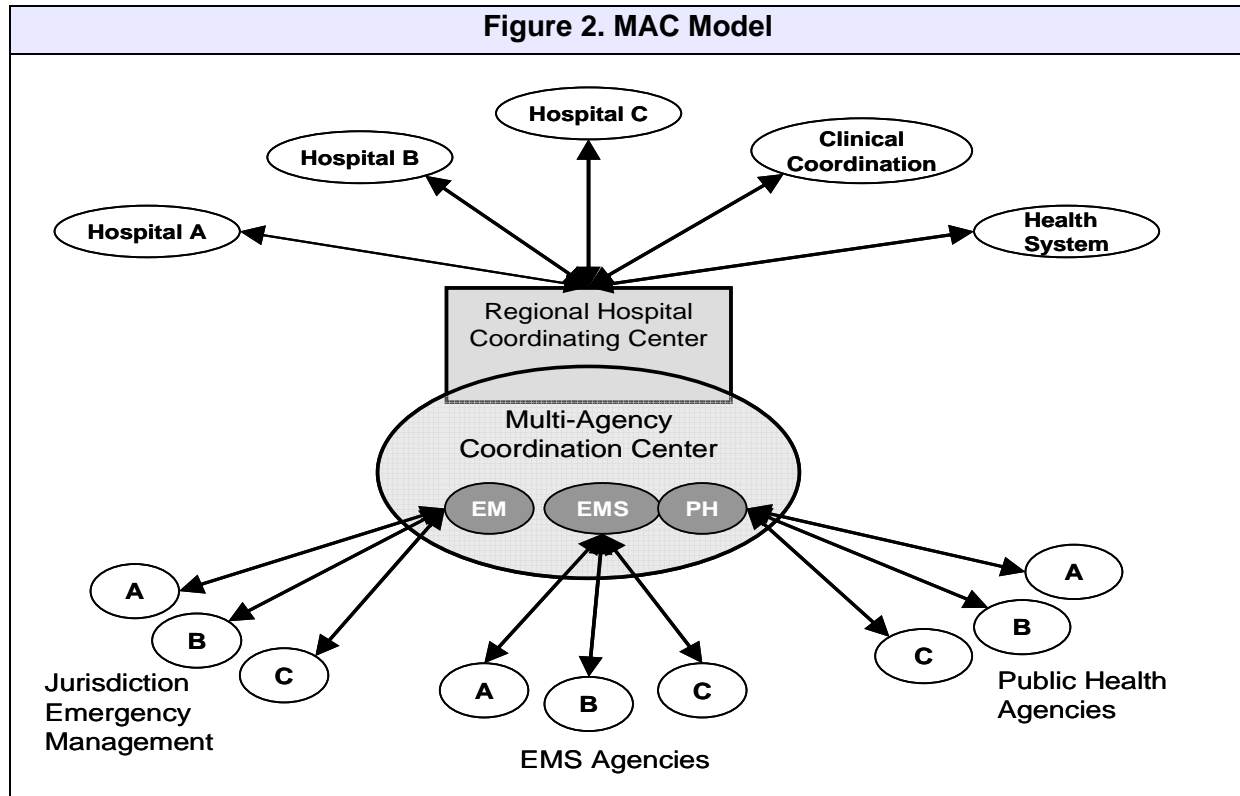 Figure 2. MAC Model
Hospital C
Hospital B
Clinical
Coordination
Hospital A
Health
System
Regional Hospital
Coordinating Center
Multi-Agency
Coordination Center
EM
EMS
PH
A
B
C
Jurisdiction
Emergency
Management
A
B
C
EMS Agencies
A
B
C
Public Health
Agencies